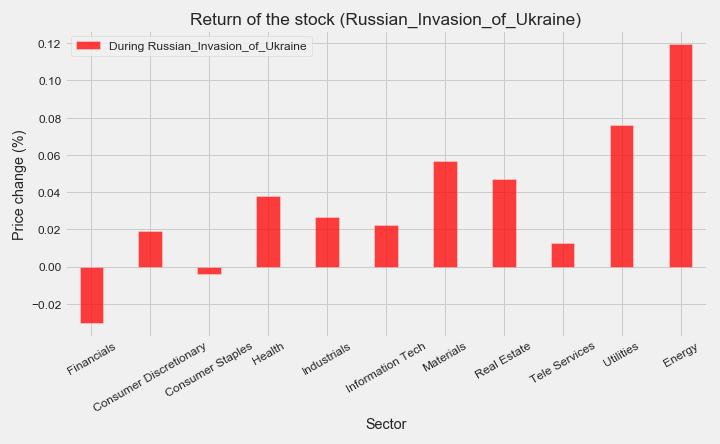 Return of the stock (Russian_Invasion_of_Ukraine)
During Russian_Invasion_of_Ukraine
Price change (%)
0.12
0.10
0.08
0.06
0.04
0.02
0.00
−0.02
Financials
Consumer Discretionary
Consumer Staples
Health
Industrials
Information Tech
Materials
Real Estate
Tele Services
Utilities
Energy
Sector